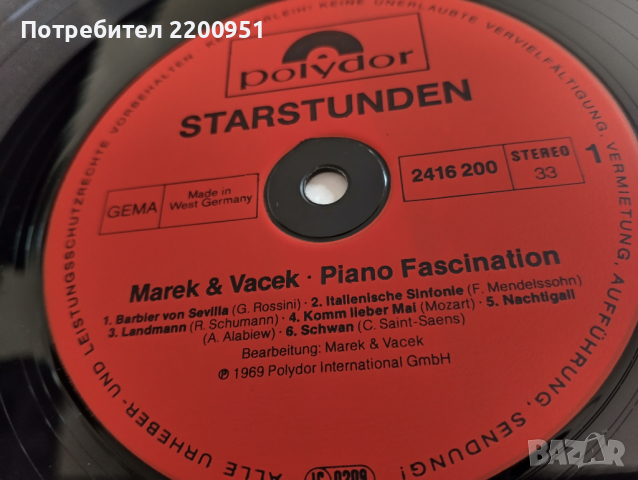 Потребител 2200951
polydor
STARSTUNDEN
GEMA
Made in
West Germany
2416 200
STEREO
33
1
Marek & Vacek · Piano Fascination
1. Barbier von Sevilla (G. Rossini) · 2. Italienische Sinfonie (F. Mendelssohn)
3. Landmann (R. Schumann) · 4. Komm lieber Mai (Mozart) · 5. Nachtigall
(A. Alabiew) · 6. Schwan (C. Saint-Saens)
Bearbeitung: Marek & Vacek
℗ 1969 Polydor International GmbH
ALLE URHEBER- UND LEISTUNGSSCHUTZRECHTE VORBEHALTEN · KEINE UNERLAUBTE VERVIELFÄLTIGUNG, VERMIETUNG, AUFFÜHRUNG, SENDUNG!
BAZAR